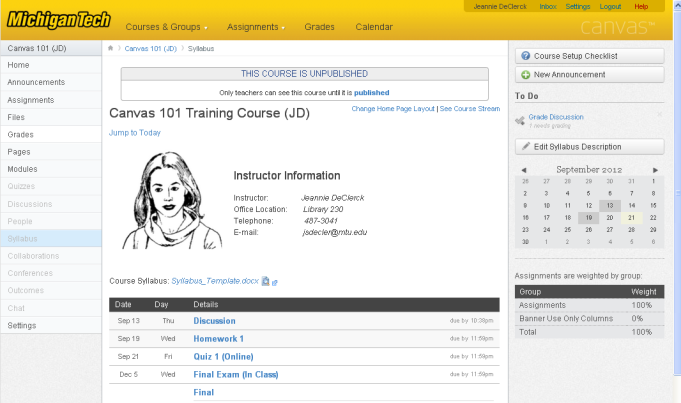 Jeannie DeClerck Inbox Settings Logout Help
MichiganTech
Courses & Groups Assignments Grades Calendar
canvas
Canvas 101 (JD)
Home
Announcements
Assignments
Files
Grades
Pages
Modules
Quizzes
Discussions
People
Syllabus
Collaborations
Conferences
Outcomes
Chat
Settings
Canvas 101 (JD) Syllabus
THIS COURSE IS UNPUBLISHED
Only teachers can see this course until it is published
Canvas 101 Training Course (JD)
Change Home Page Layout | See Course Stream
Jump to Today
Instructor Information
Instructor: Jeannie DeClerck
Office Location: Library 230
Telephone: 487-3041
E-mail: jsdecler@mtu.edu
Course Syllabus: Syllabus_Template.docx
Date Day Details
Sep 13 Thu Discussion due by 10:38pm
Sep 19 Wed Homework 1 due by 11:59pm
Sep 21 Fri Quiz 1 (Online) due by 11:59pm
Dec 5 Wed Final Exam (In Class) due by 11:59pm
Final
Course Setup Checklist
New Announcement
To Do
Grade Discussion
1 needs grading
Edit Syllabus Description
September 2012
26 27 28 29 30 31 1
2 3 4 5 6 7 8
9 10 11 12 13 14 15
16 17 18 19 20 21 22
23 24 25 26 27 28 29
30 1 2 3 4 5 6
Assignments are weighted by group:
Group Weight
Assignments 100%
Banner Use Only Columns 0%
Total 100%